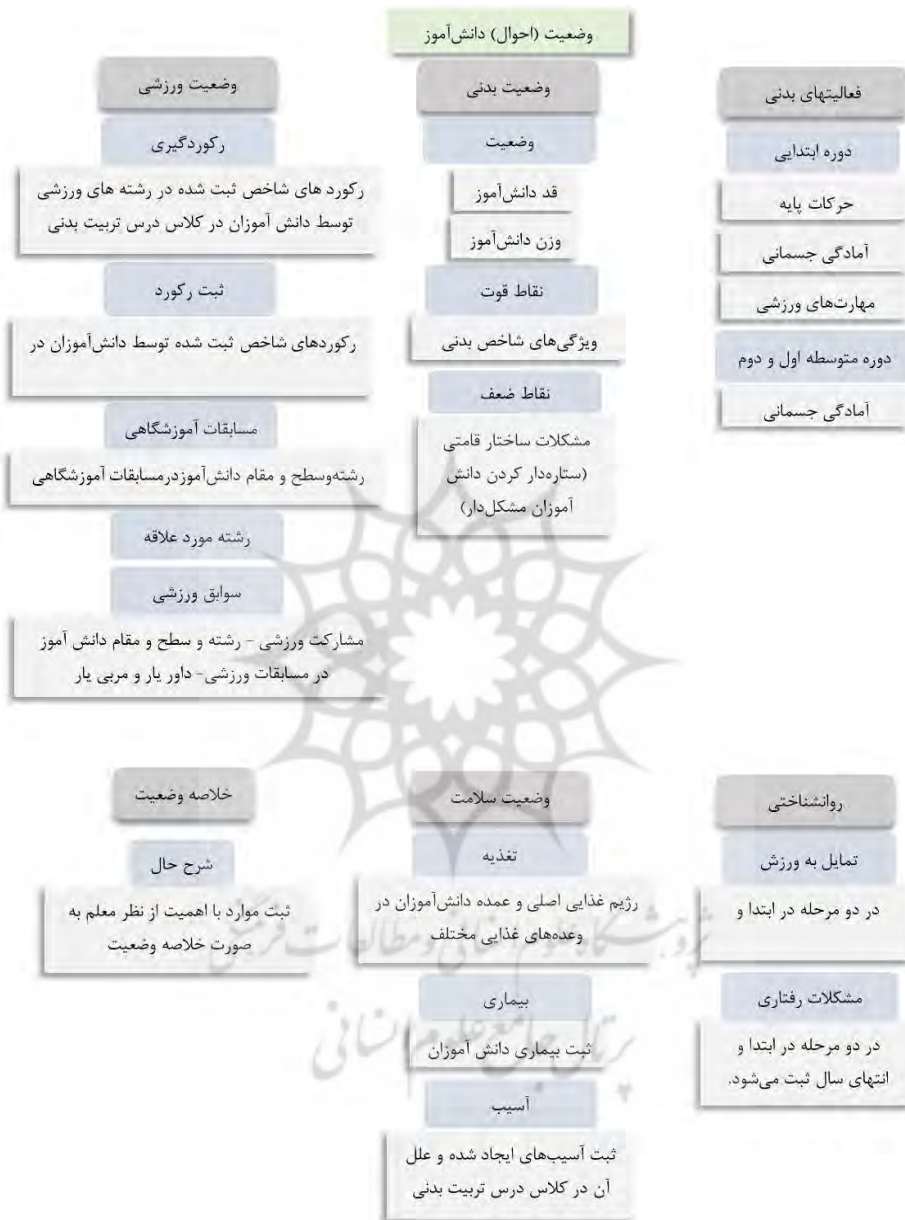 وضعیت (احوال) دانش‌آموز
فعالیتهای بدنی
دوره ابتدایی
حرکات پایه
آمادگی جسمانی
مهارت‌های ورزشی
دوره متوسطه اول و دوم
آمادگی جسمانی
وضعیت بدنی
وضعیت
قد دانش‌آموز
وزن دانش‌آموز
نقاط قوت
ویژگی‌های شاخص بدنی
نقاط ضعف
مشکلات ساختار قامتی
(ستاره‌دار کردن دانش
آموزان مشکل‌دار)
وضعیت ورزشی
رکوردگیری
رکورد های شاخص ثبت شده در رشته های ورزشی
توسط دانش آموزان در کلاس درس تربیت بدنی
ثبت رکورد
رکوردهای شاخص ثبت شده توسط دانش‌آموزان در
مسابقات آموزشگاهی
رشته‌وسطح و مقام دانش‌آموزدرمسابقات آموزشگاهی
رشته مورد علاقه
سوابق ورزشی
مشارکت ورزشی – رشته و سطح و مقام دانش آموز
در مسابقات ورزشی- داور یار و مربی یار
روانشناختی
تمایل به ورزش
در دو مرحله در ابتدا و
مشکلات رفتاری
در دو مرحله در ابتدا و
انتهای سال ثبت می‌شود.
وضعیت سلامت
تغذیه
رژیم غذایی اصلی و عمده دانش‌آموزان در
وعده‌های غذایی مختلف
بیماری
ثبت بیماری دانش آموزان
آسیب
ثبت آسیب‌های ایجاد شده و علل
آن در کلاس درس تربیت بدنی
خلاصه وضعیت
شرح حال
ثبت موارد با اهمیت از نظر معلم به
صورت خلاصه وضعیت
پژوهشگاه علوم انسانی و مطالعات فرهنگی
پرتال جامع علوم انسانی